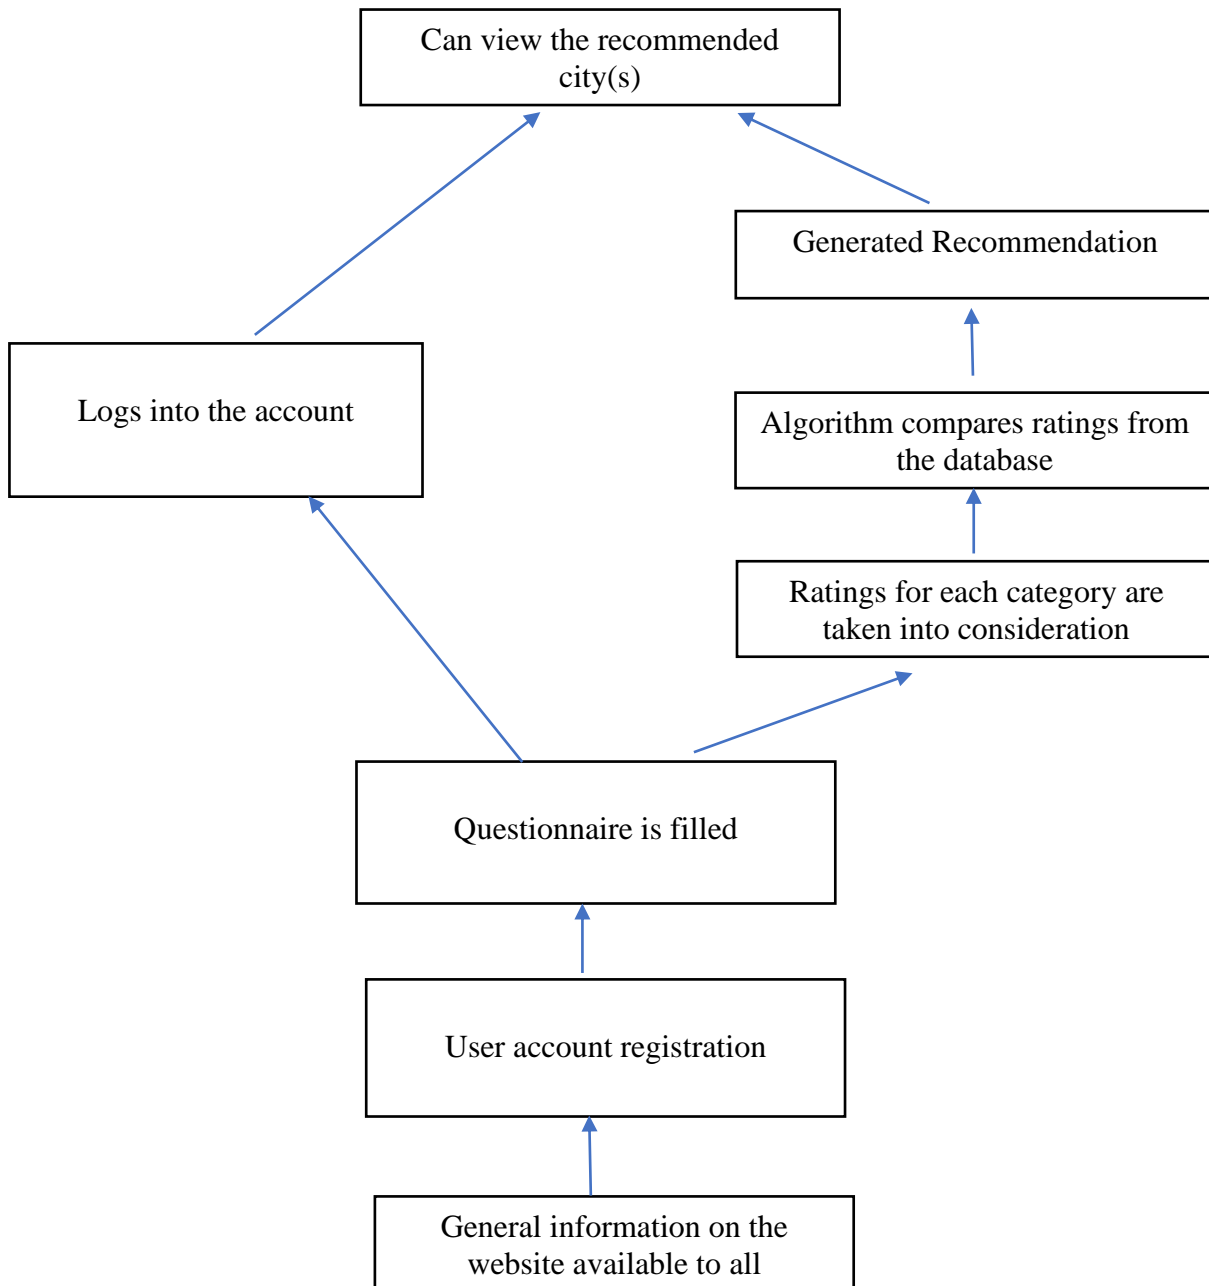 Can view the recommended
city(s)
Generated Recommendation
Logs into the account
Algorithm compares ratings from
the database
Ratings for each category are
taken into consideration
Questionnaire is filled
User account registration
General information on the
website available to all